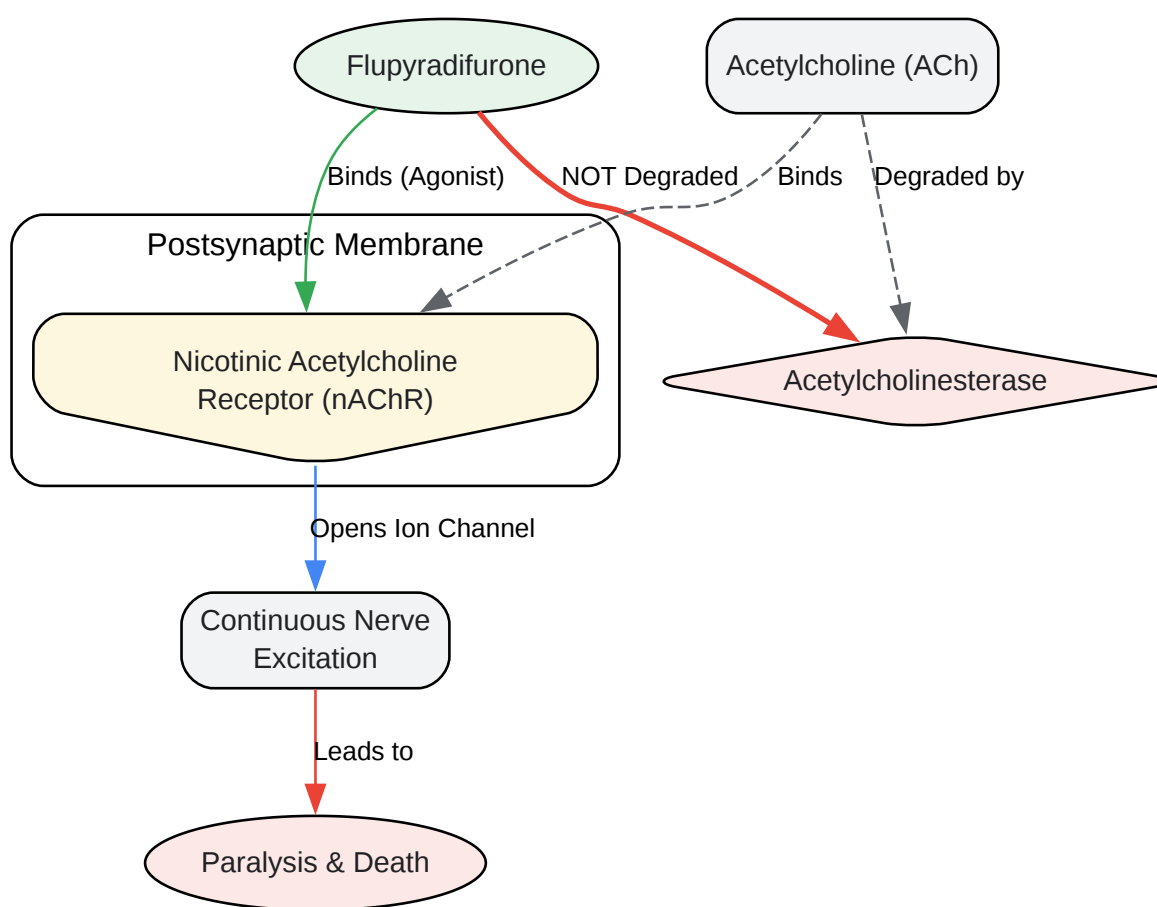 Flupyradifurone
Acetylcholine (ACh)
Binds (Agonist)
NOT Degraded
Binds
Degraded by
Postsynaptic Membrane
Nicotinic Acetylcholine
Receptor (nAChR)
Acetylcholinesterase
Opens Ion Channel
Continuous Nerve
Excitation
Leads to
Paralysis & Death